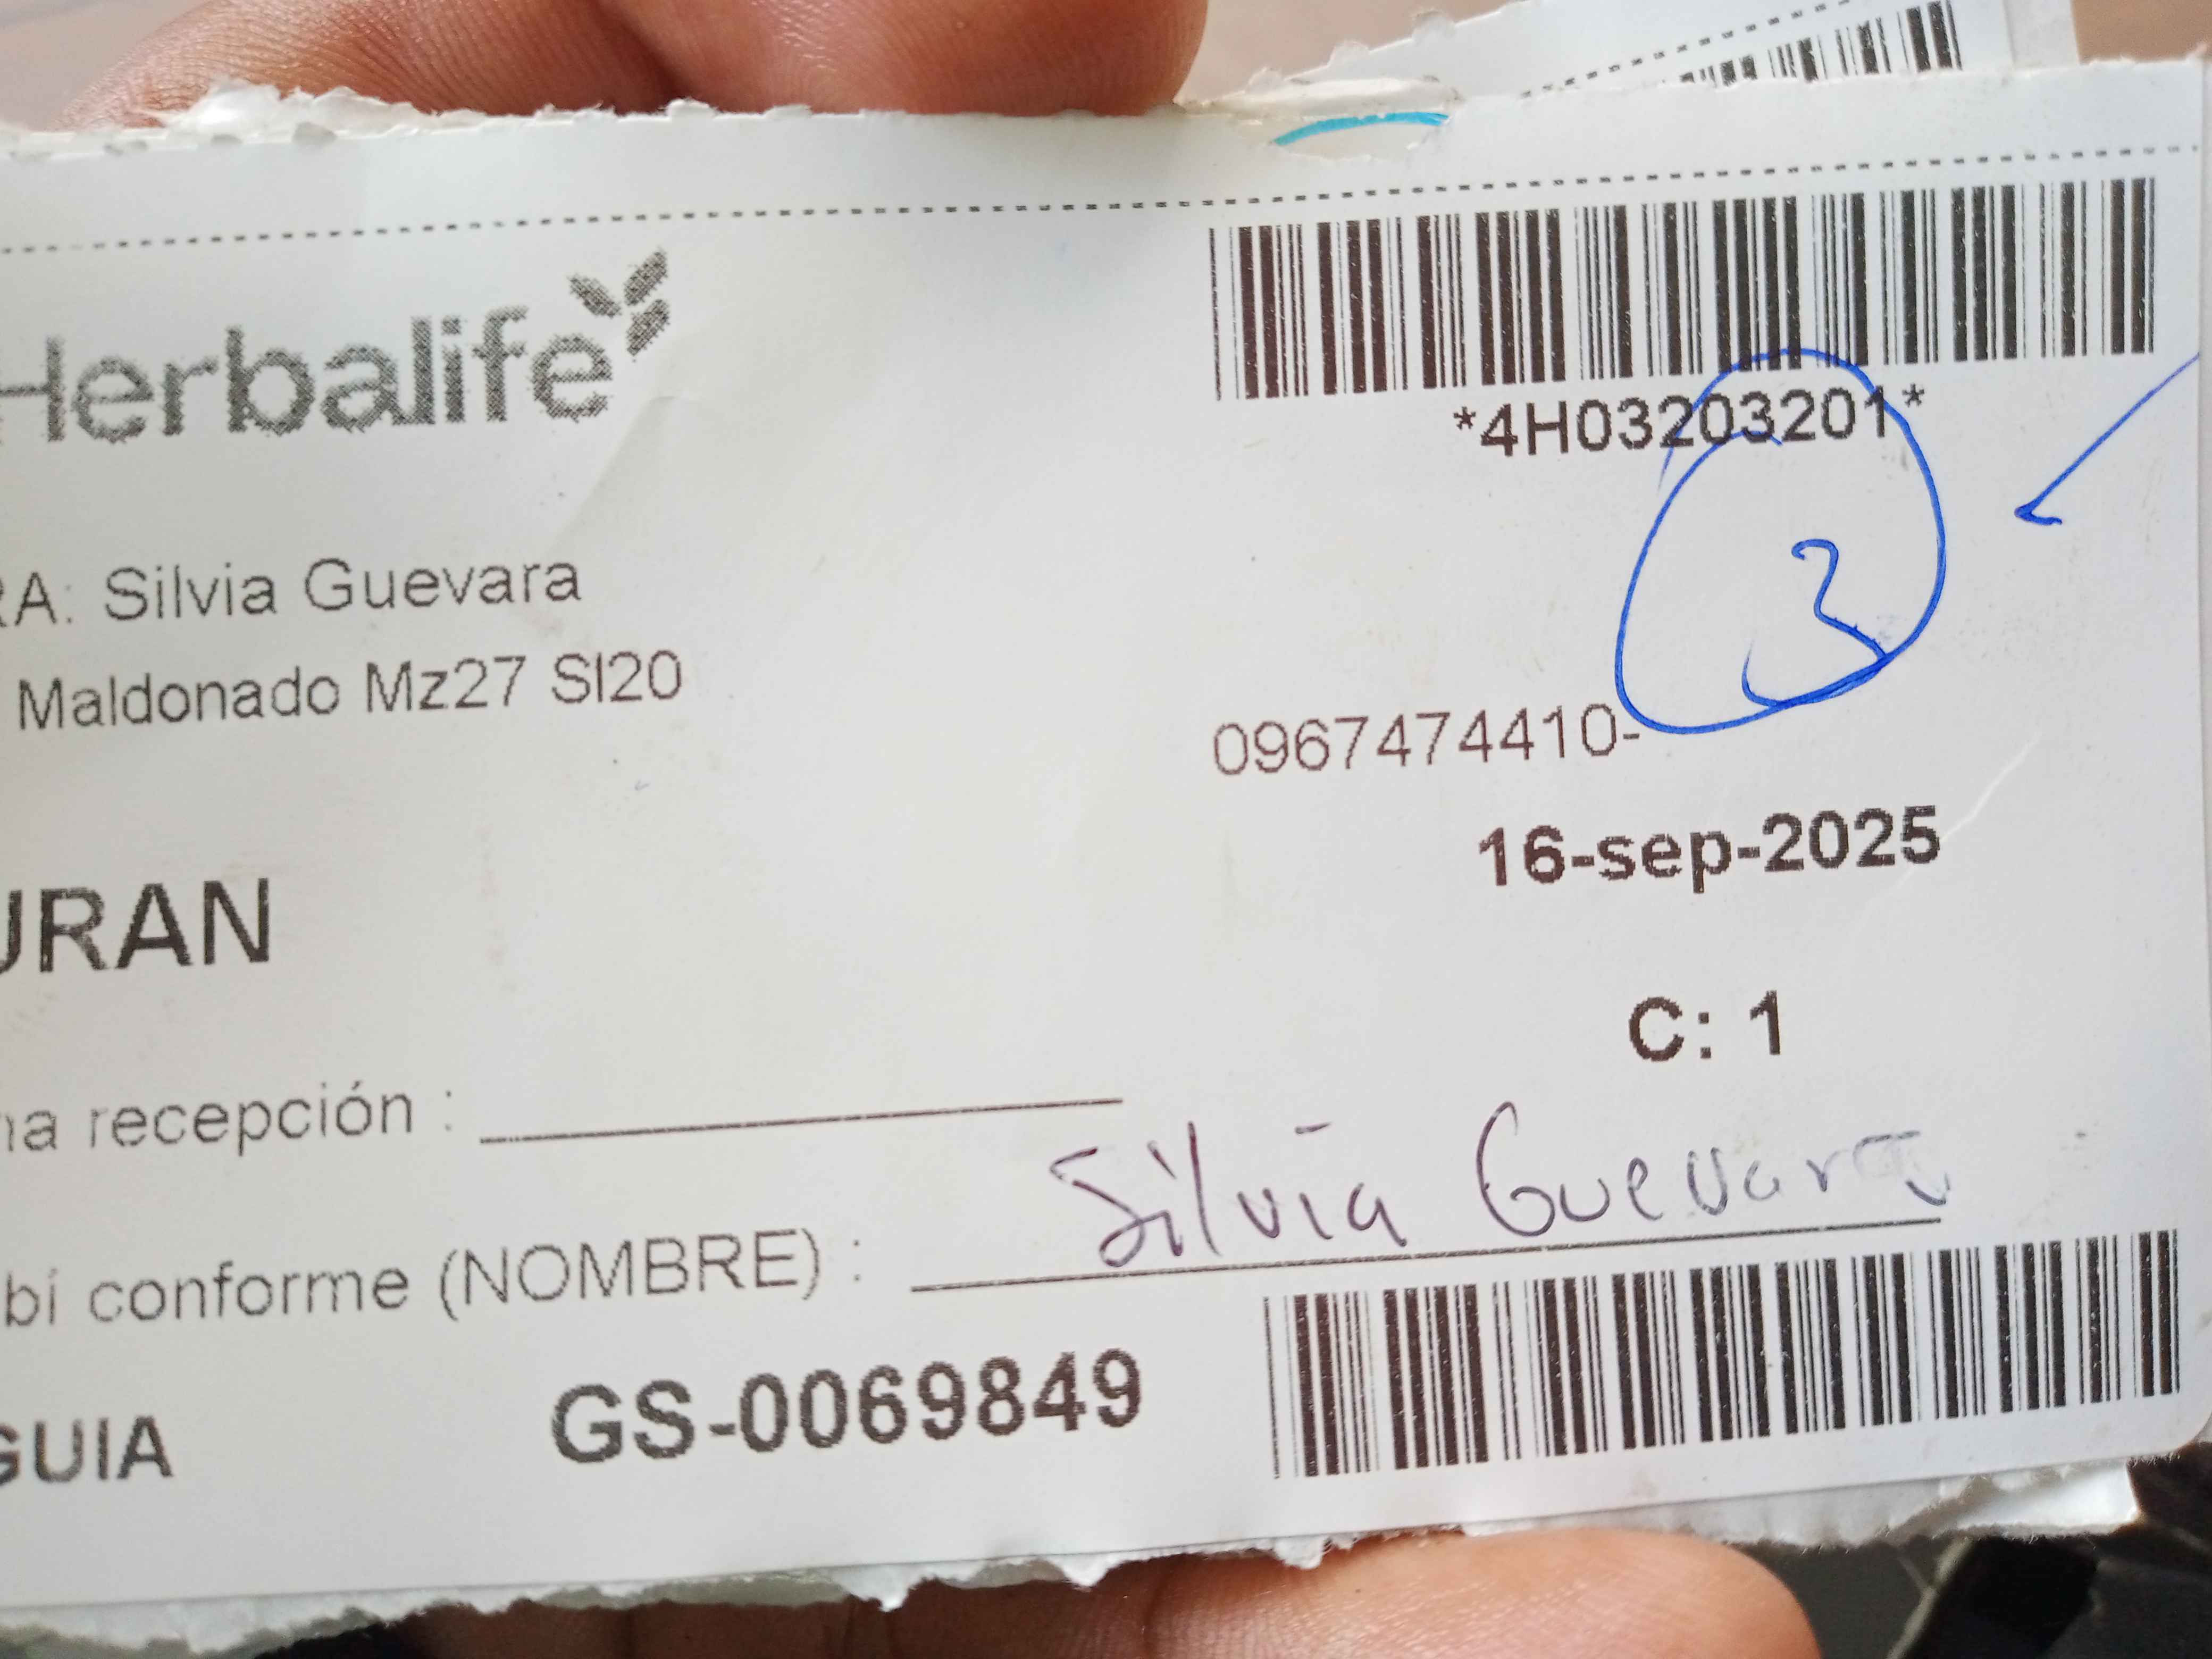 Herbalife
*4H03203201*
3
RA: Silvia Guevara
Maldonado Mz27 Sl20
0967474410-
16-sep-2025
URAN
C: 1
na recepción :
bí conforme (NOMBRE) : Silvia Guevara
GUIA GS-0069849